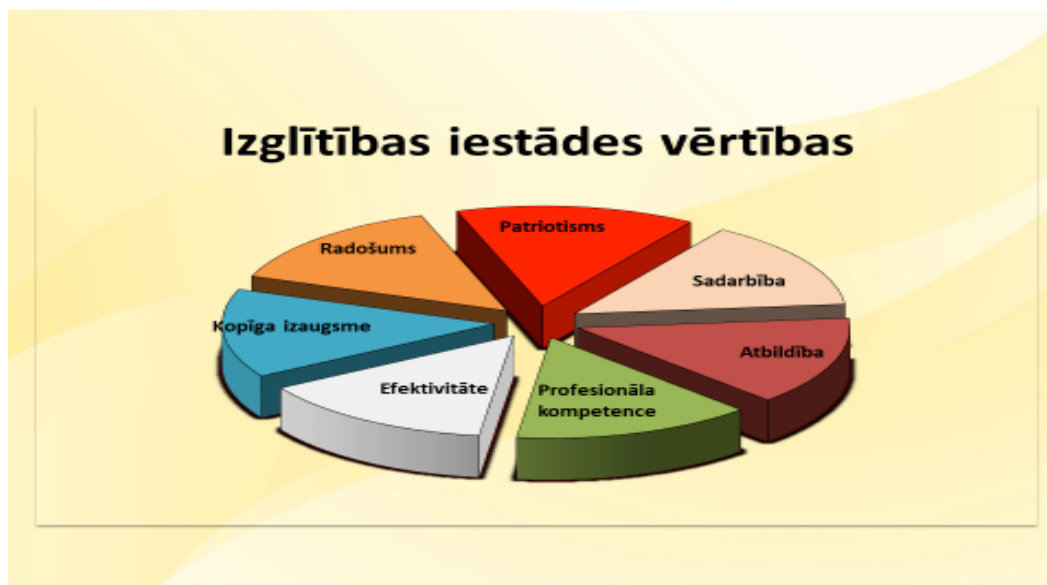 Izglītības iestādes vērtības
Patriotisms
Radošums
Sadarbība
Kopīga izaugsme
Atbildība
Efektivitāte
Profesionāla
kompetence